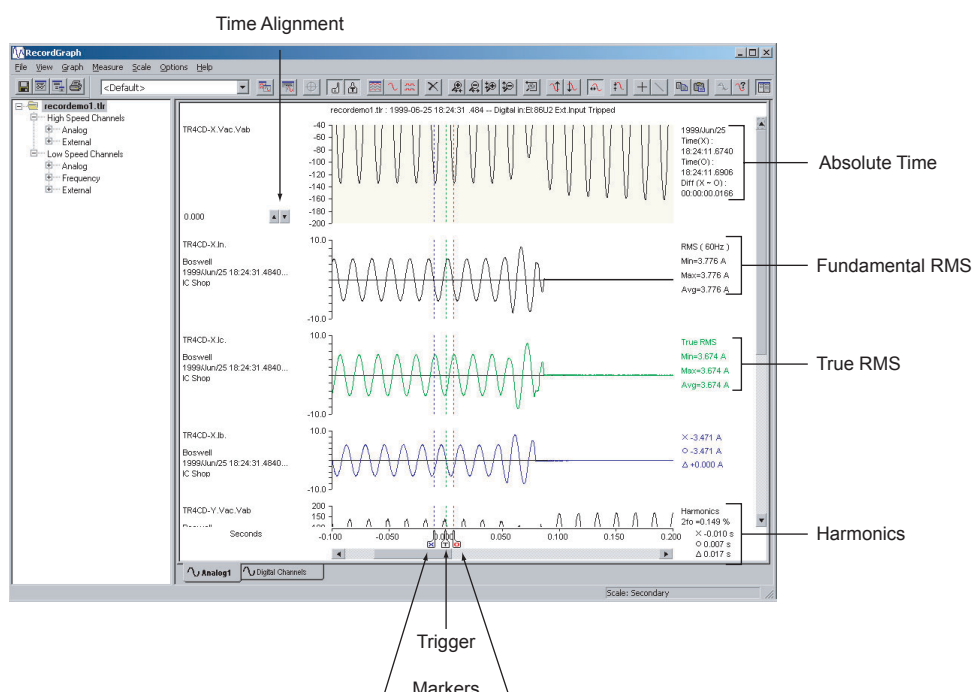 Time Alignment
RecordGraph
File View Graph Measure Scale Options Help
<Default>
recordemo1.tlr
High Speed Channels
Analog
External
Low Speed Channels
Analog
Frequency
External
recordemo1.tlr : 1999-06-25 18:24:31 .484 -- Digital in:EI:86U2 Ext.Input Tripped
TR4CD-X.Vac.Vab
0.000
-40
-60
-80
-100
-120
-140
-160
-180
-200
1999/Jun/25
Time(X) :
18:24:11.6740
Time(O) :
18:24:11.6906
Diff (X ~ O) :
00:00:00.0166
Absolute Time
TR4CD-X.In.
Boswell
1999/Jun/25 18:24:31.4840...
IC Shop
10.0
-10.0
RMS ( 60Hz )
Min=3.776 A
Max=3.776 A
Avg=3.776 A
Fundamental RMS
TR4CD-X.Ic.
Boswell
1999/Jun/25 18:24:31.4840...
IC Shop
10.0
-10.0
True RMS
Min=3.674 A
Max=3.674 A
Avg=3.674 A
True RMS
TR4CD-X.Ib.
Boswell
1999/Jun/25 18:24:31.4840...
IC Shop
10.0
-10.0
X -3.471 A
O -3.471 A
Δ +0.000 A
TR4CD-Y.Vac.Vab
200
150
100
Harmonics
2fo =0.149 %
X -0.010 s
O 0.007 s
Δ 0.017 s
Harmonics
Seconds
-0.100 -0.050 0.000 0.050 0.100 0.150 0.200
X T O
Analog1 Digital Channels
Scale: Secondary
Trigger
Markers